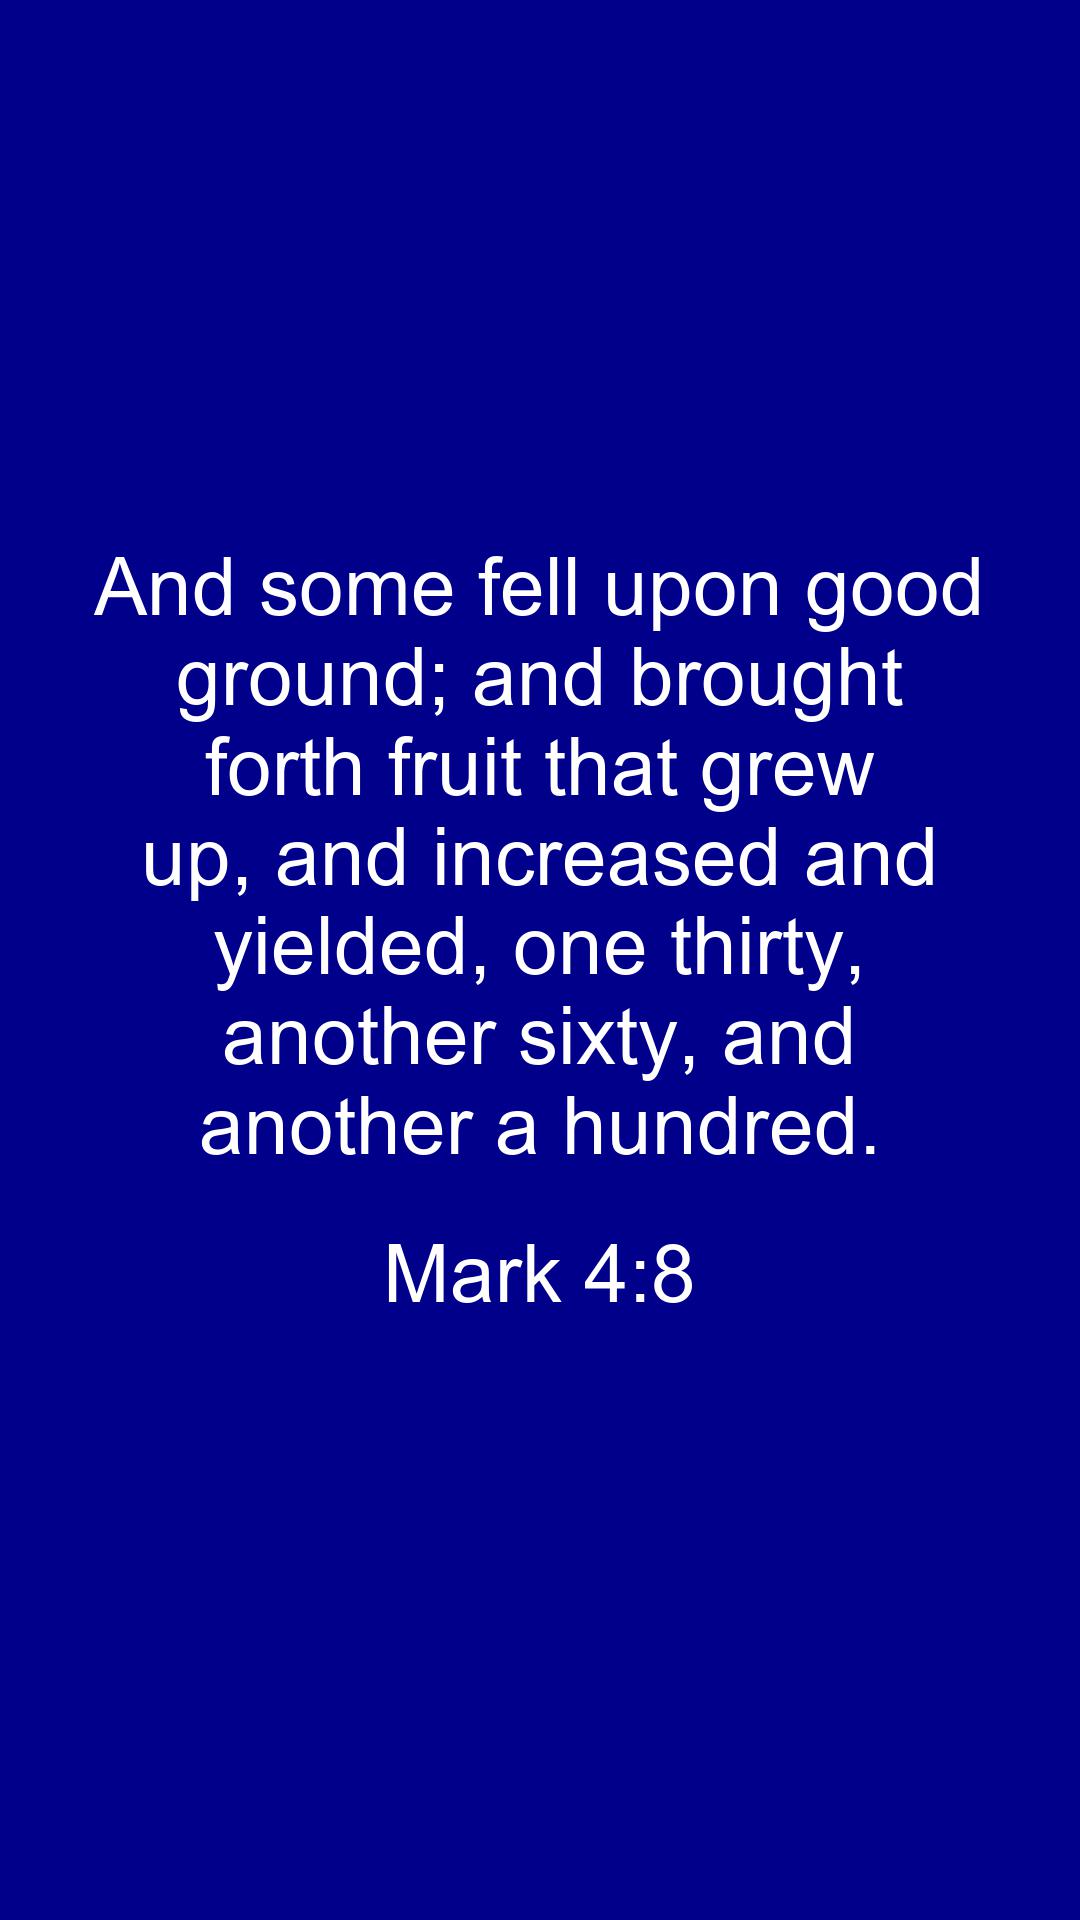 And some fell upon good
ground; and brought
forth fruit that grew
up, and increased and
yielded, one thirty,
another sixty, and
another a hundred.
Mark 4:8